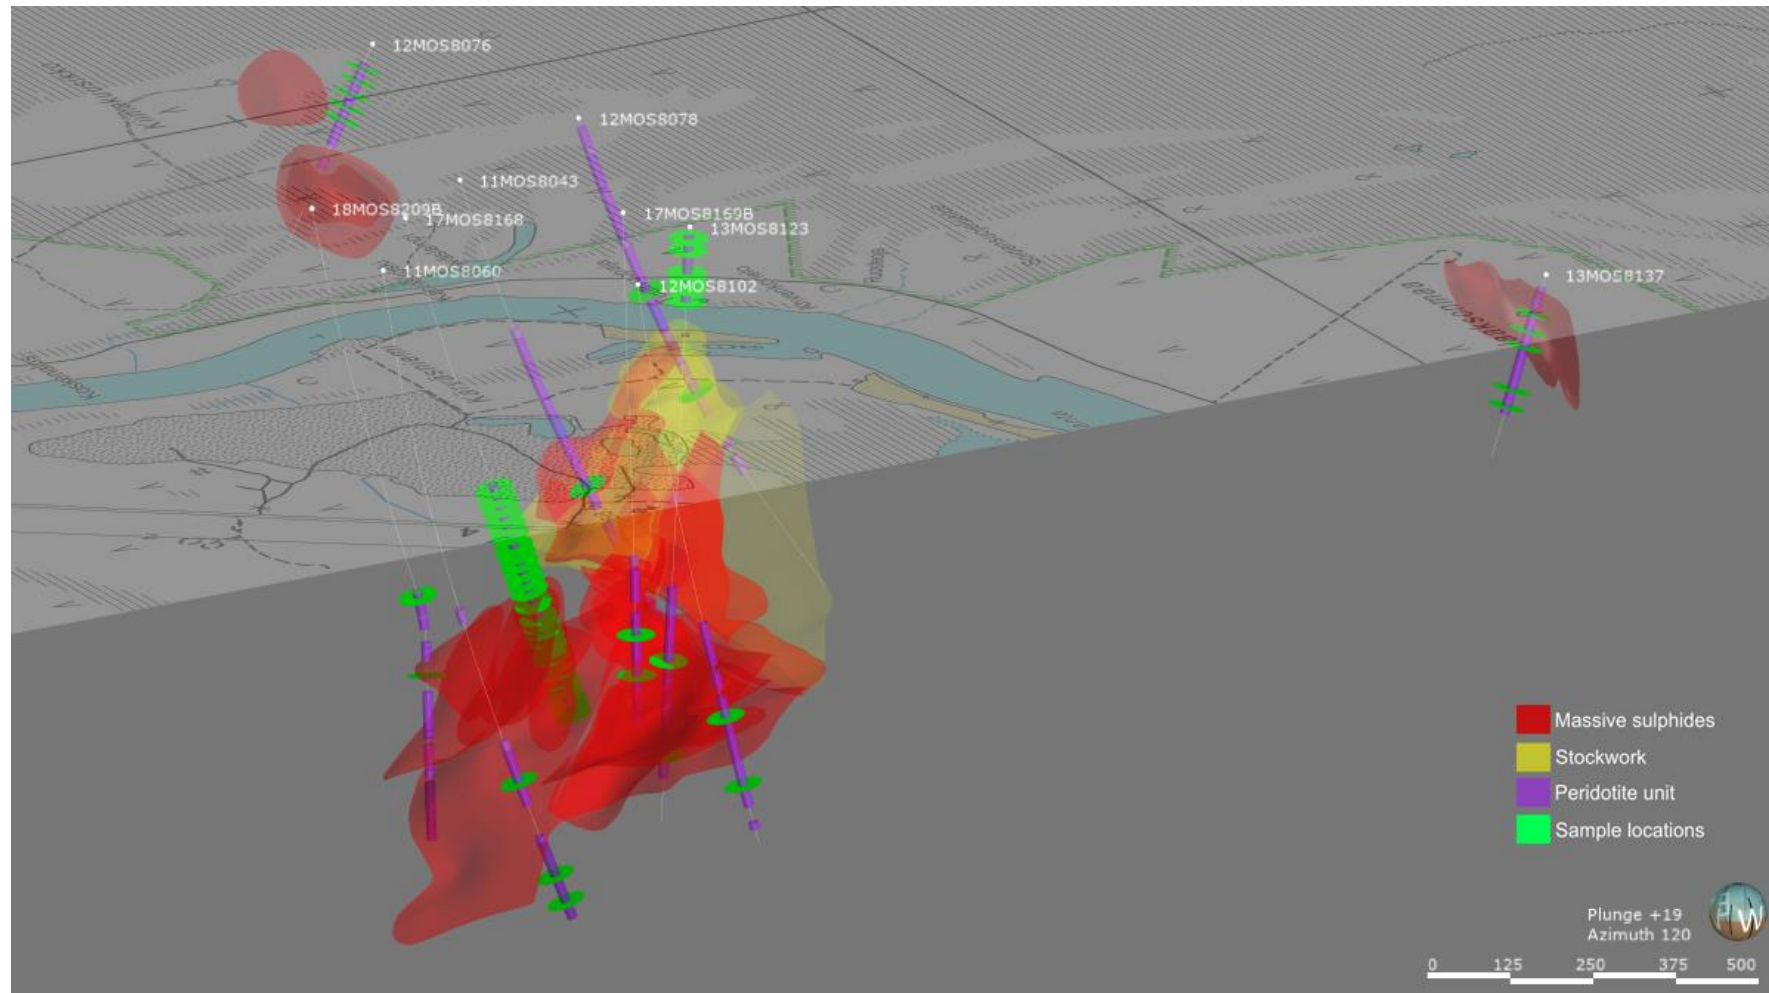 12MOS8076
12MOS8078
11MOS8043
18MOS8209B
17MOS8168
17MOS8169B
13MOS8123
11MOS8060
12MOS8102
13MOS8137
Massive sulphides
Stockwork
Peridotite unit
Sample locations
Plunge +19
Azimuth 120
0 125 250 375 500